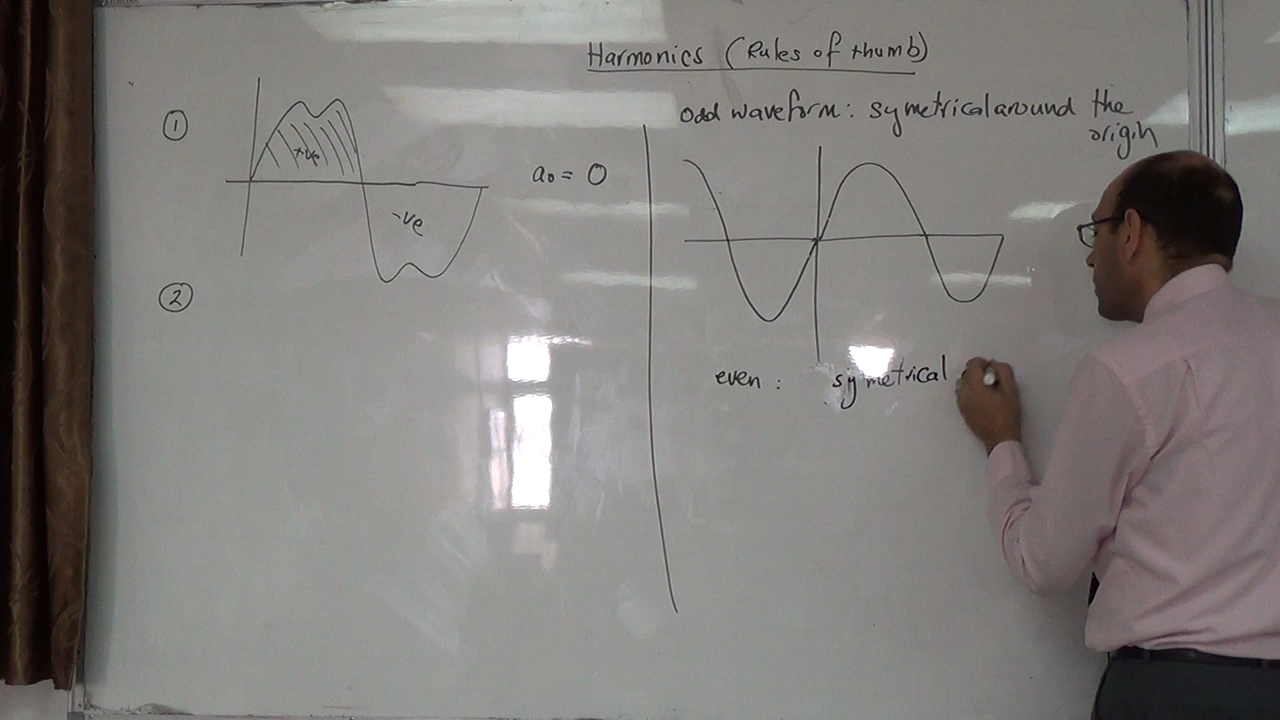 Harmonics (Rules of thumb)
odd waveform: symetrical around the
origin
①
+ve
a₀ = 0
-ve
②
even : symetrical